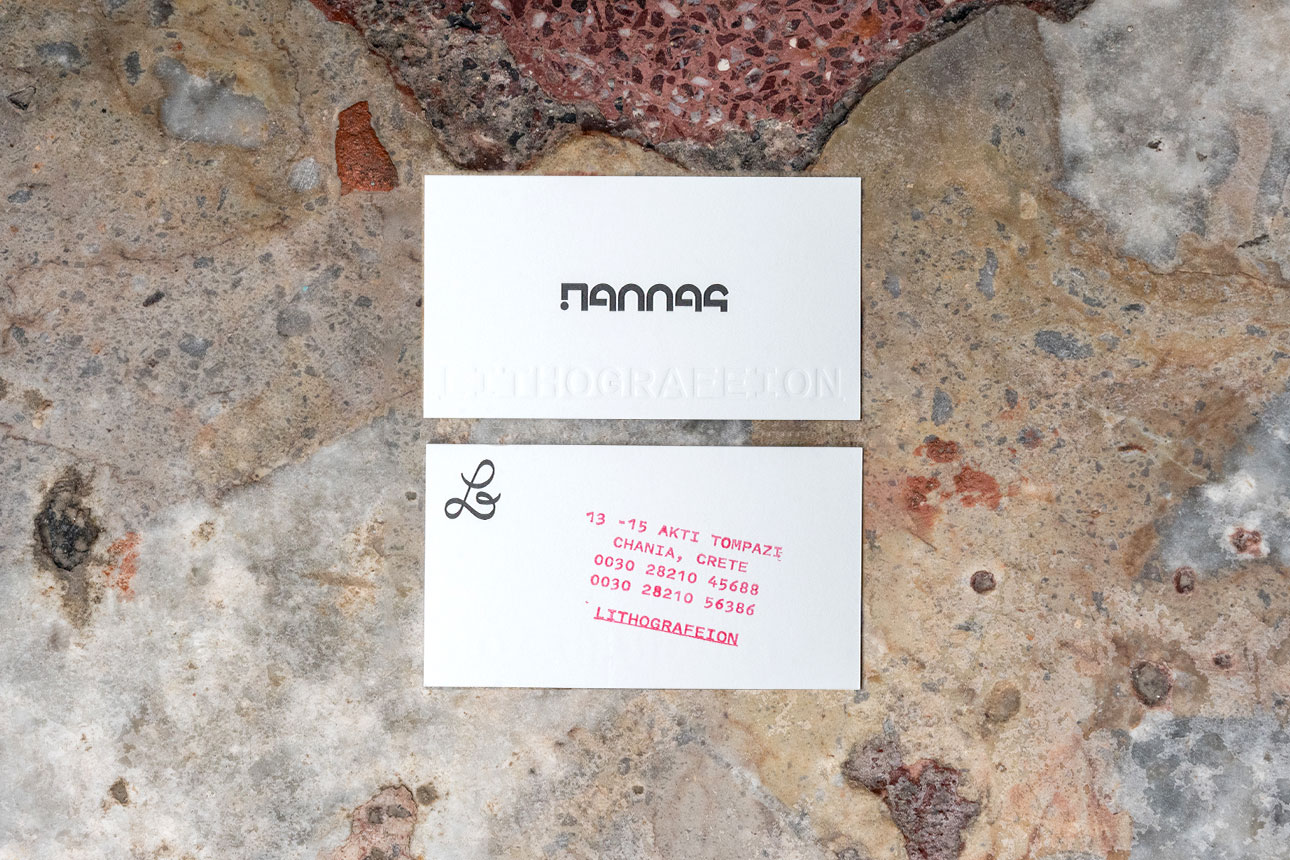 LITHOGRAFEION
13 -15 AKTI TOMPAZI
CHANIA, CRETE
0030 28210 45688
0030 28210 56386
LITHOGRAFEION